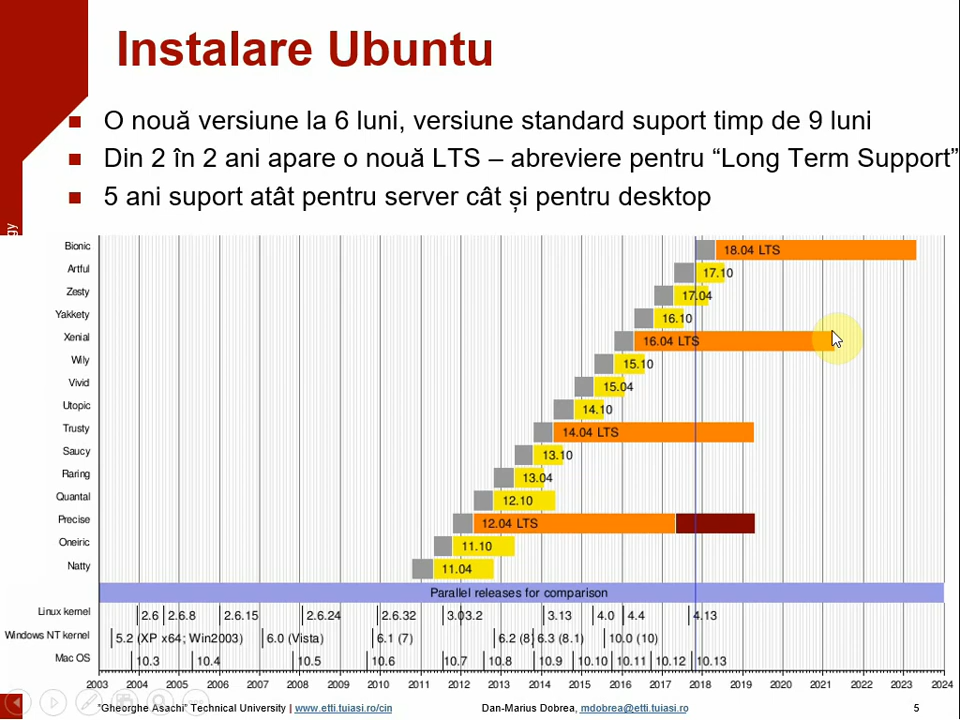 Instalare Ubuntu
O nouă versiune la 6 luni, versiune standard suport timp de 9 luni
Din 2 în 2 ani apare o nouă LTS – abreviere pentru “Long Term Support”
5 ani suport atât pentru server cât și pentru desktop
gy
Bionic 18.04 LTS
Artful 17.10
Zesty 17.04
Yakkety 16.10
Xenial 16.04 LTS
Wily 15.10
Vivid 15.04
Utopic 14.10
Trusty 14.04 LTS
Saucy 13.10
Raring 13.04
Quantal 12.10
Precise 12.04 LTS
Oneiric 11.10
Natty 11.04
Parallel releases for comparison
Linux kernel 2.6 2.6.8 2.6.15 2.6.24 2.6.32 3.0 3.2 3.13 4.0 4.4 4.13
Windows NT kernel 5.2 (XP x64; Win2003) 6.0 (Vista) 6.1 (7) 6.2 (8) 6.3 (8.1) 10.0 (10)
Mac OS 10.3 10.4 10.5 10.6 10.7 10.8 10.9 10.10 10.11 10.12 10.13
2003 2004 2005 2006 2007 2008 2009 2010 2011 2012 2013 2014 2015 2016 2017 2018 2019 2020 2021 2022 2023 2024
"Gheorghe Asachi" Technical University | www.etti.tuiasi.ro/cin Dan-Marius Dobrea, mdobrea@etti.tuiasi.ro 5